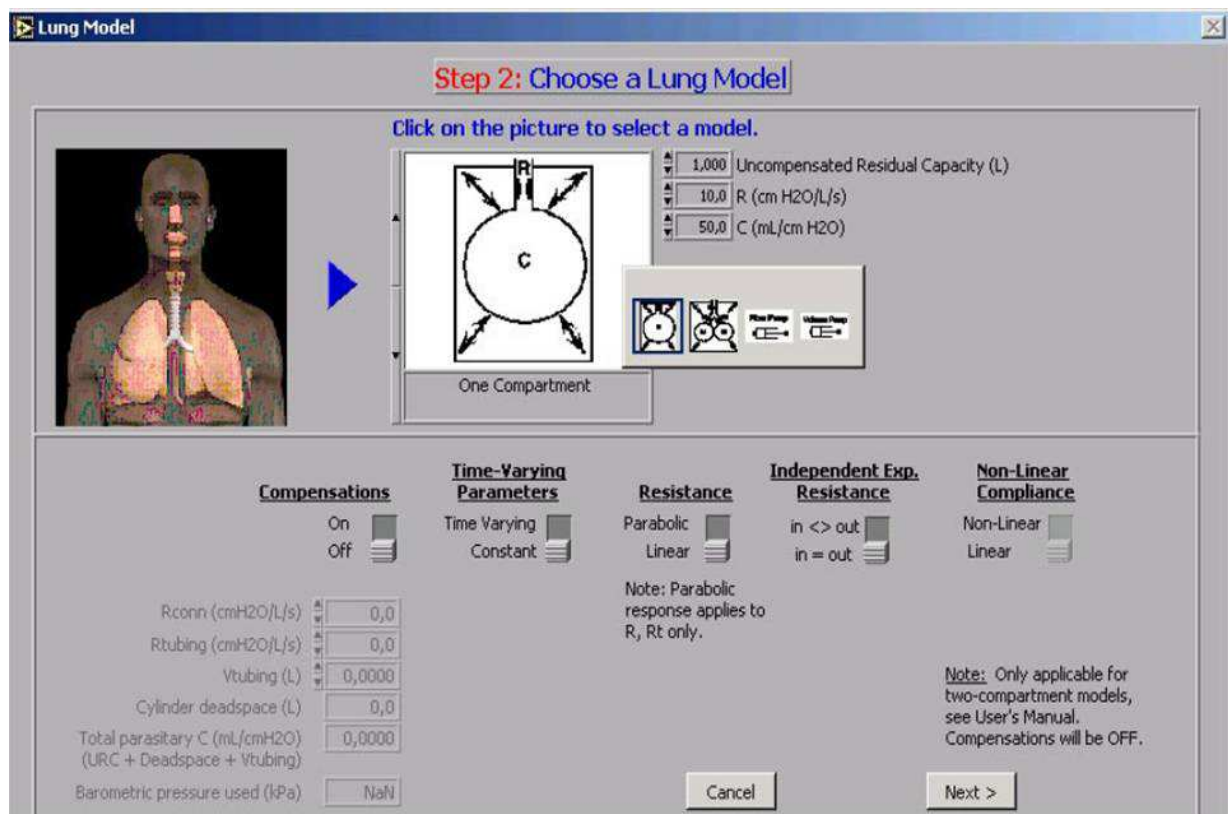 Lung Model
Step 2: Choose a Lung Model
Click on the picture to select a model.
R
C
One Compartment
1,000 Uncompensated Residual Capacity (L)
10,0 R (cm H2O/L/s)
50,0 C (mL/cm H2O)
Flow Pump
Volume Pump
Compensations
On
Off
Time-Varying
Parameters
Time Varying
Constant
Resistance
Parabolic
Linear
Note: Parabolic
response applies to
R, Rt only.
Independent Exp.
Resistance
in <> out
in = out
Non-Linear
Compliance
Non-Linear
Linear
Note: Only applicable for
two-compartment models,
see User's Manual.
Compensations will be OFF.
Rconn (cmH2O/L/s) 0,0
Rtubing (cmH2O/L/s) 0,0
Vtubing (L) 0,0000
Cylinder deadspace (L) 0,0
Total parasitary C (mL/cmH2O) 0,0000
(URC + Deadspace + Vtubing)
Barometric pressure used (kPa) NaN
Cancel
Next >